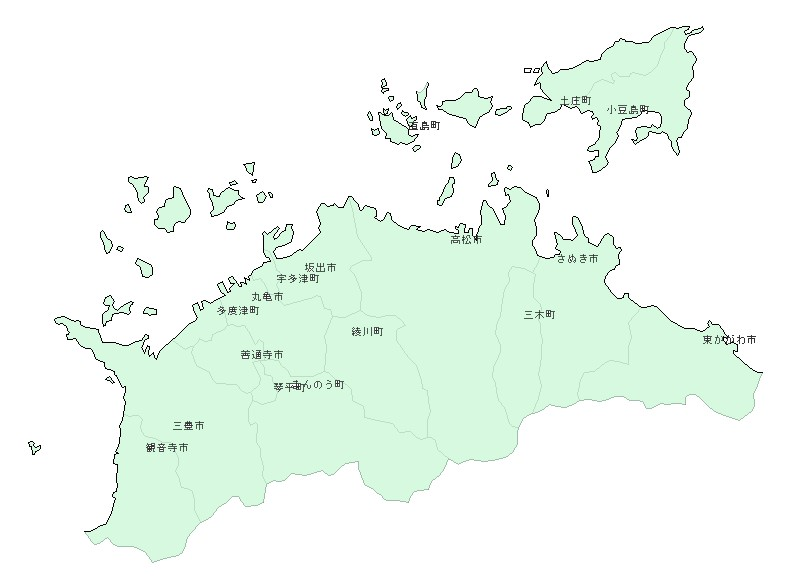 土庄町
小豆島町
直島町
高松市
さぬき市
坂出市
宇多津町
丸亀市
多度津町
三木町
綾川町
東かがわ市
善通寺市
琴平町
まんのう町
三豊市
観音寺市